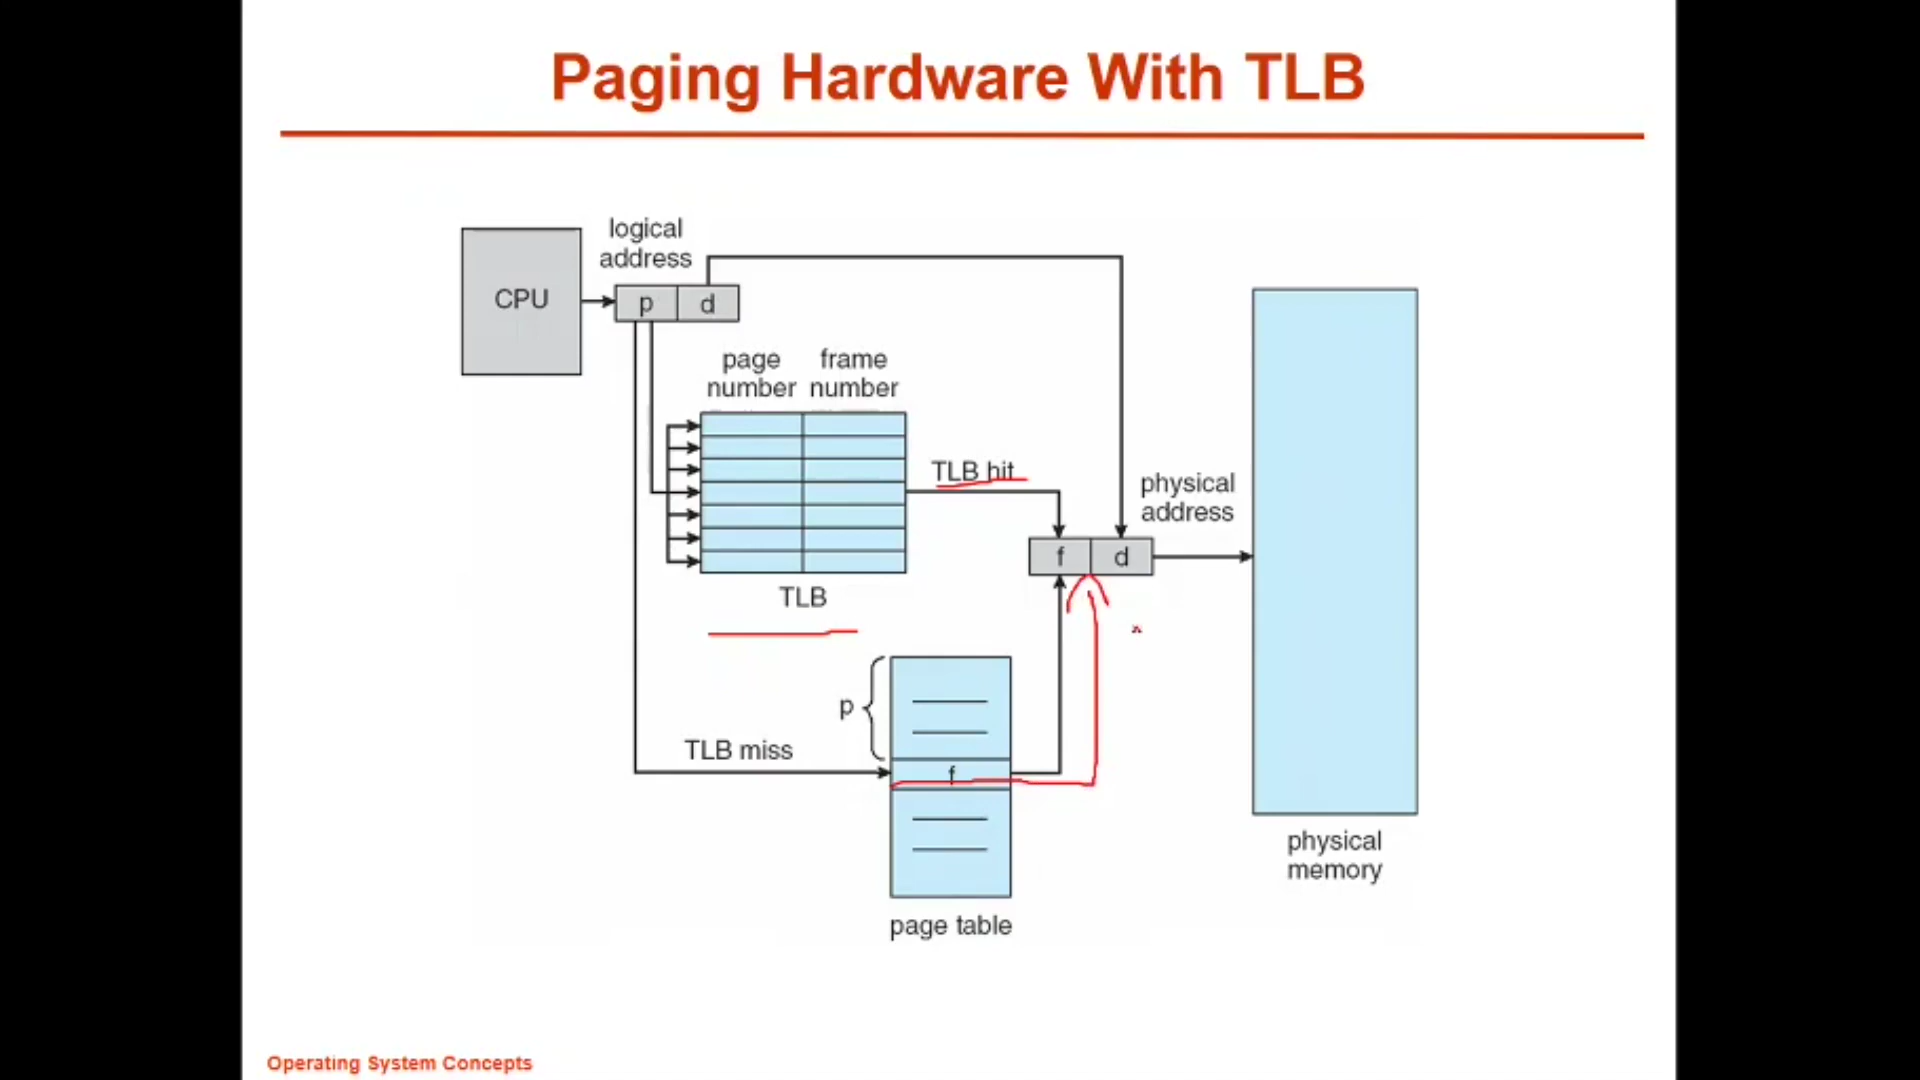 Paging Hardware With TLB
logical
address
CPU
p
d
page
number
frame
number
TLB hit
physical
address
f
d
TLB
p
TLB miss
f
physical
memory
page table
Operating System Concepts